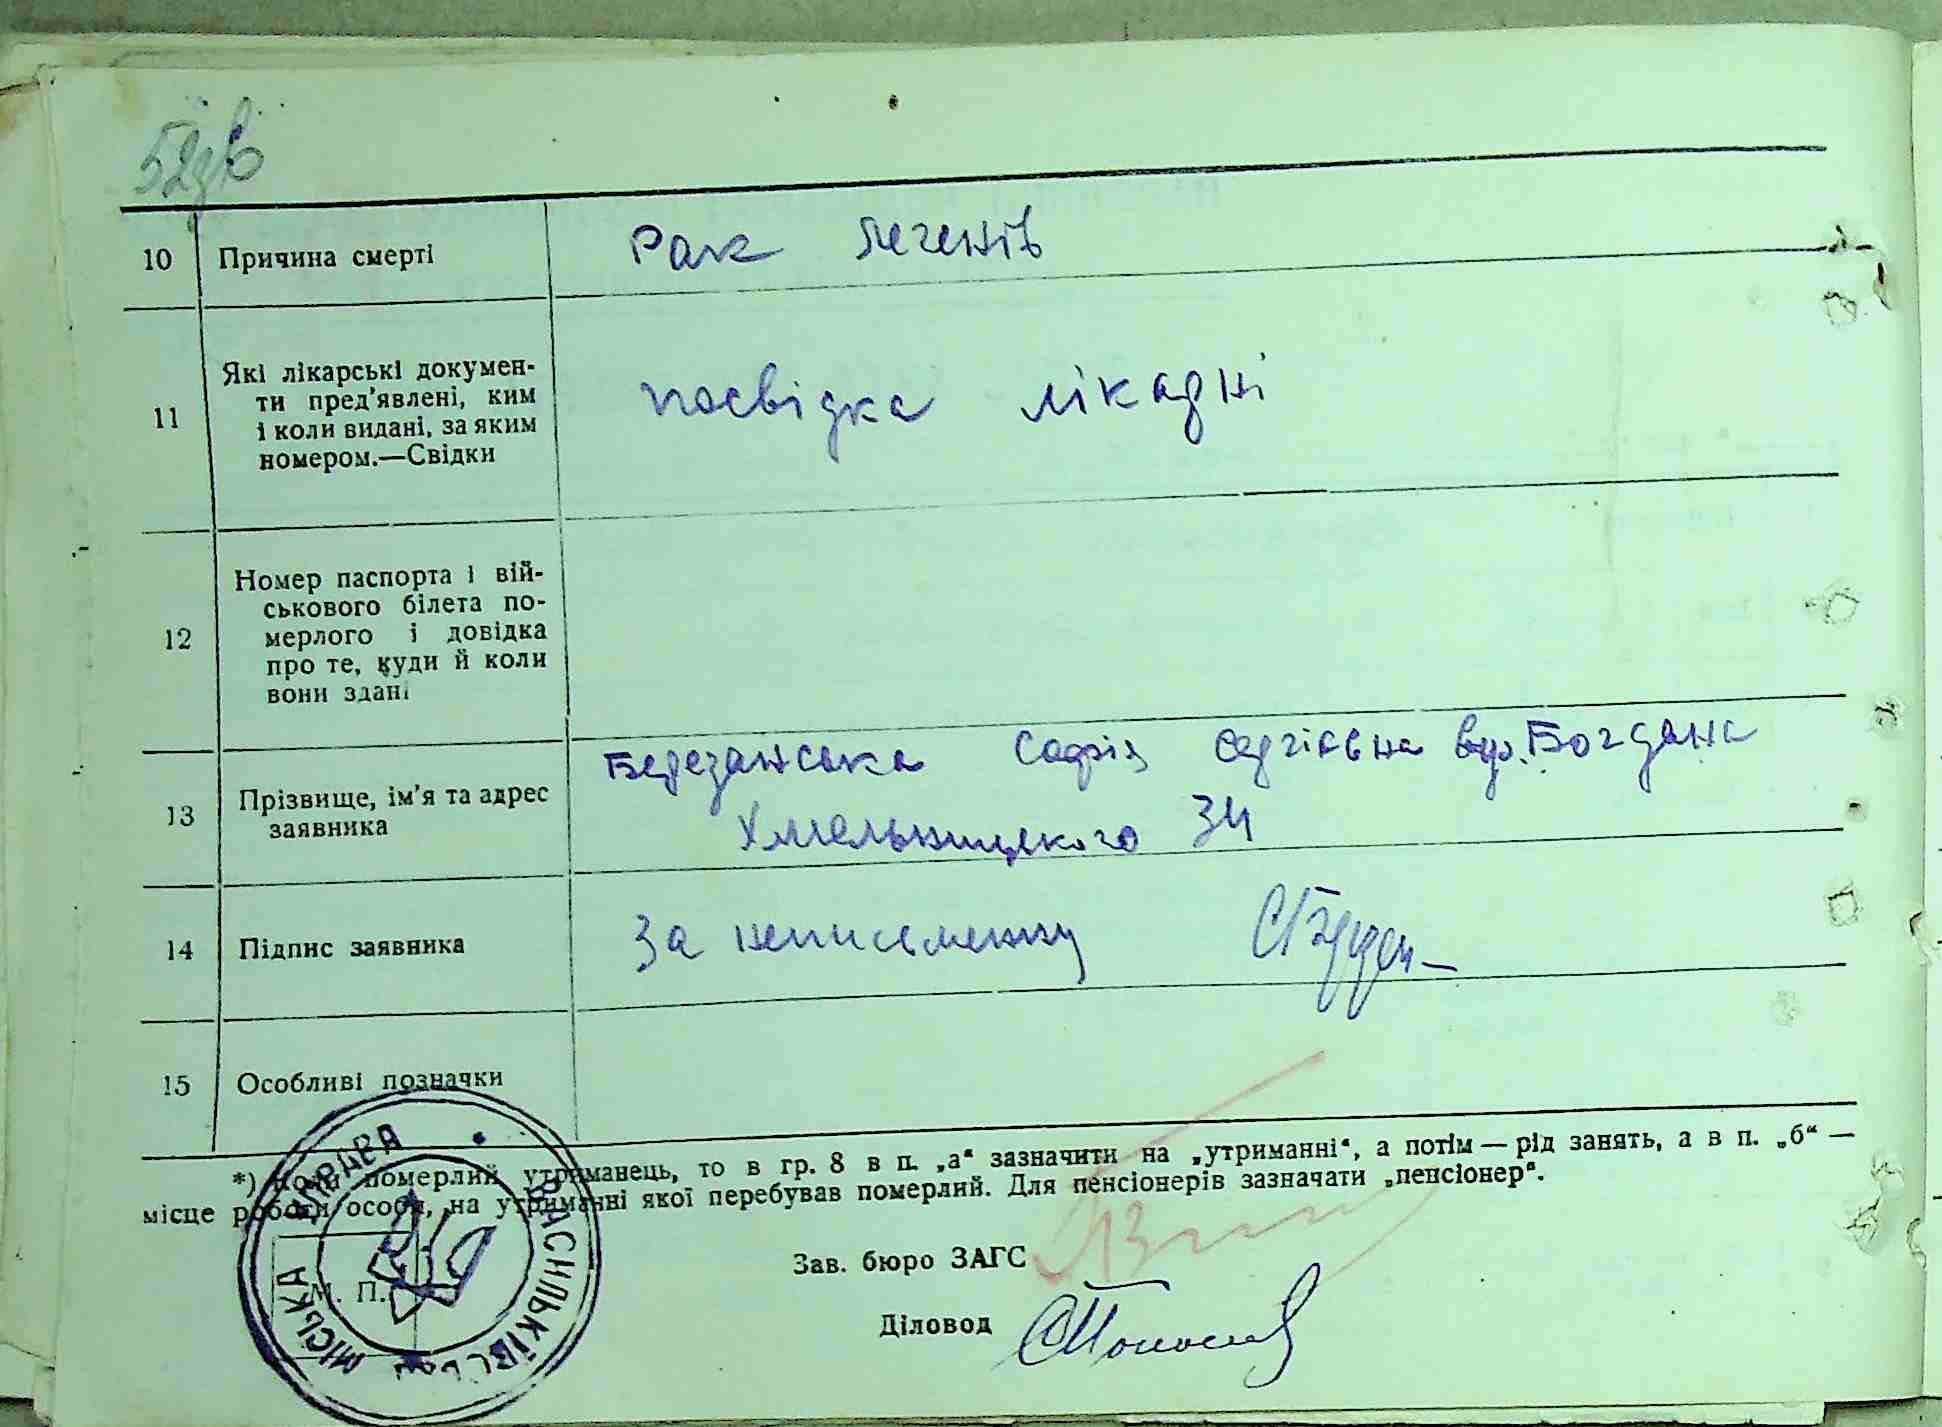 52зв
10 Причина смерті Рак легенів
11 Які лікарські докумен-
ти пред'явлені, ким
і коли видані, за яким
номером.—Свідки
посвідка лікарні
12 Номер паспорта і вій-
ськового білета по-
мерлого і довідка
про те, куди й коли
вони здані
Березанська Софія Сергіївна вул. Богдана
Хмельницького 34
13 Прізвище, ім'я та адрес
заявника
14 Підпис заявника За неписьменну
15 Особливі позначки
*) Коли померлий утриманець, то в гр. 8 в п. „а“ зазначити на „утриманні“, а потім — рід занять, а в п. „б“ —
місце роботи особи, на утриманні якої перебував померлий. Для пенсіонерів зазначати „пенсіонер“.
Зав. бюро ЗАГС
М. П.
Діловод
ВАСИЛЬКІВСЬКА МІСЬКА УПРАВА